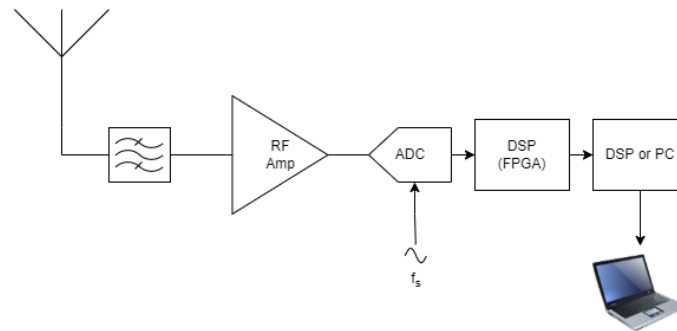 RF
Amp
ADC
DSP
(FPGA)
DSP or PC
fs